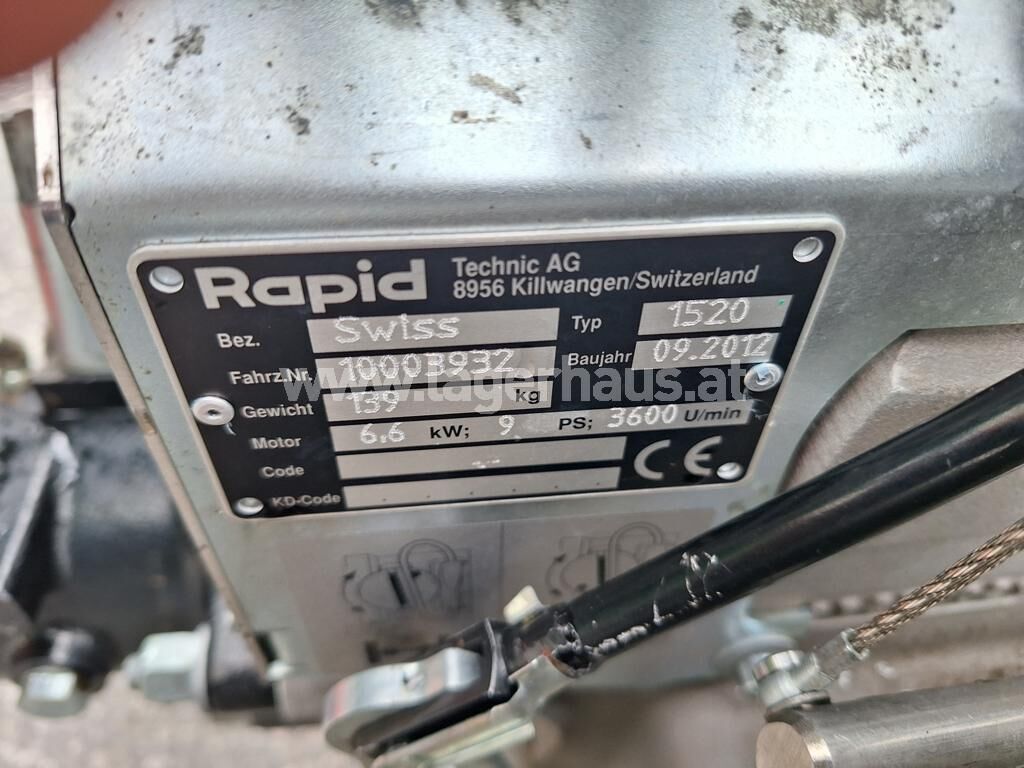 Rapid Technic AG
8956 Killwangen/Switzerland
Bez. Swiss Typ 1520
Fahrz.Nr. 10003932 Baujahr 09.2012
Gewicht 139 kg
Motor 6.6 kW; 9 PS; 3600 U/min
Code
KD-Code
CE
www.lagerhaus.at